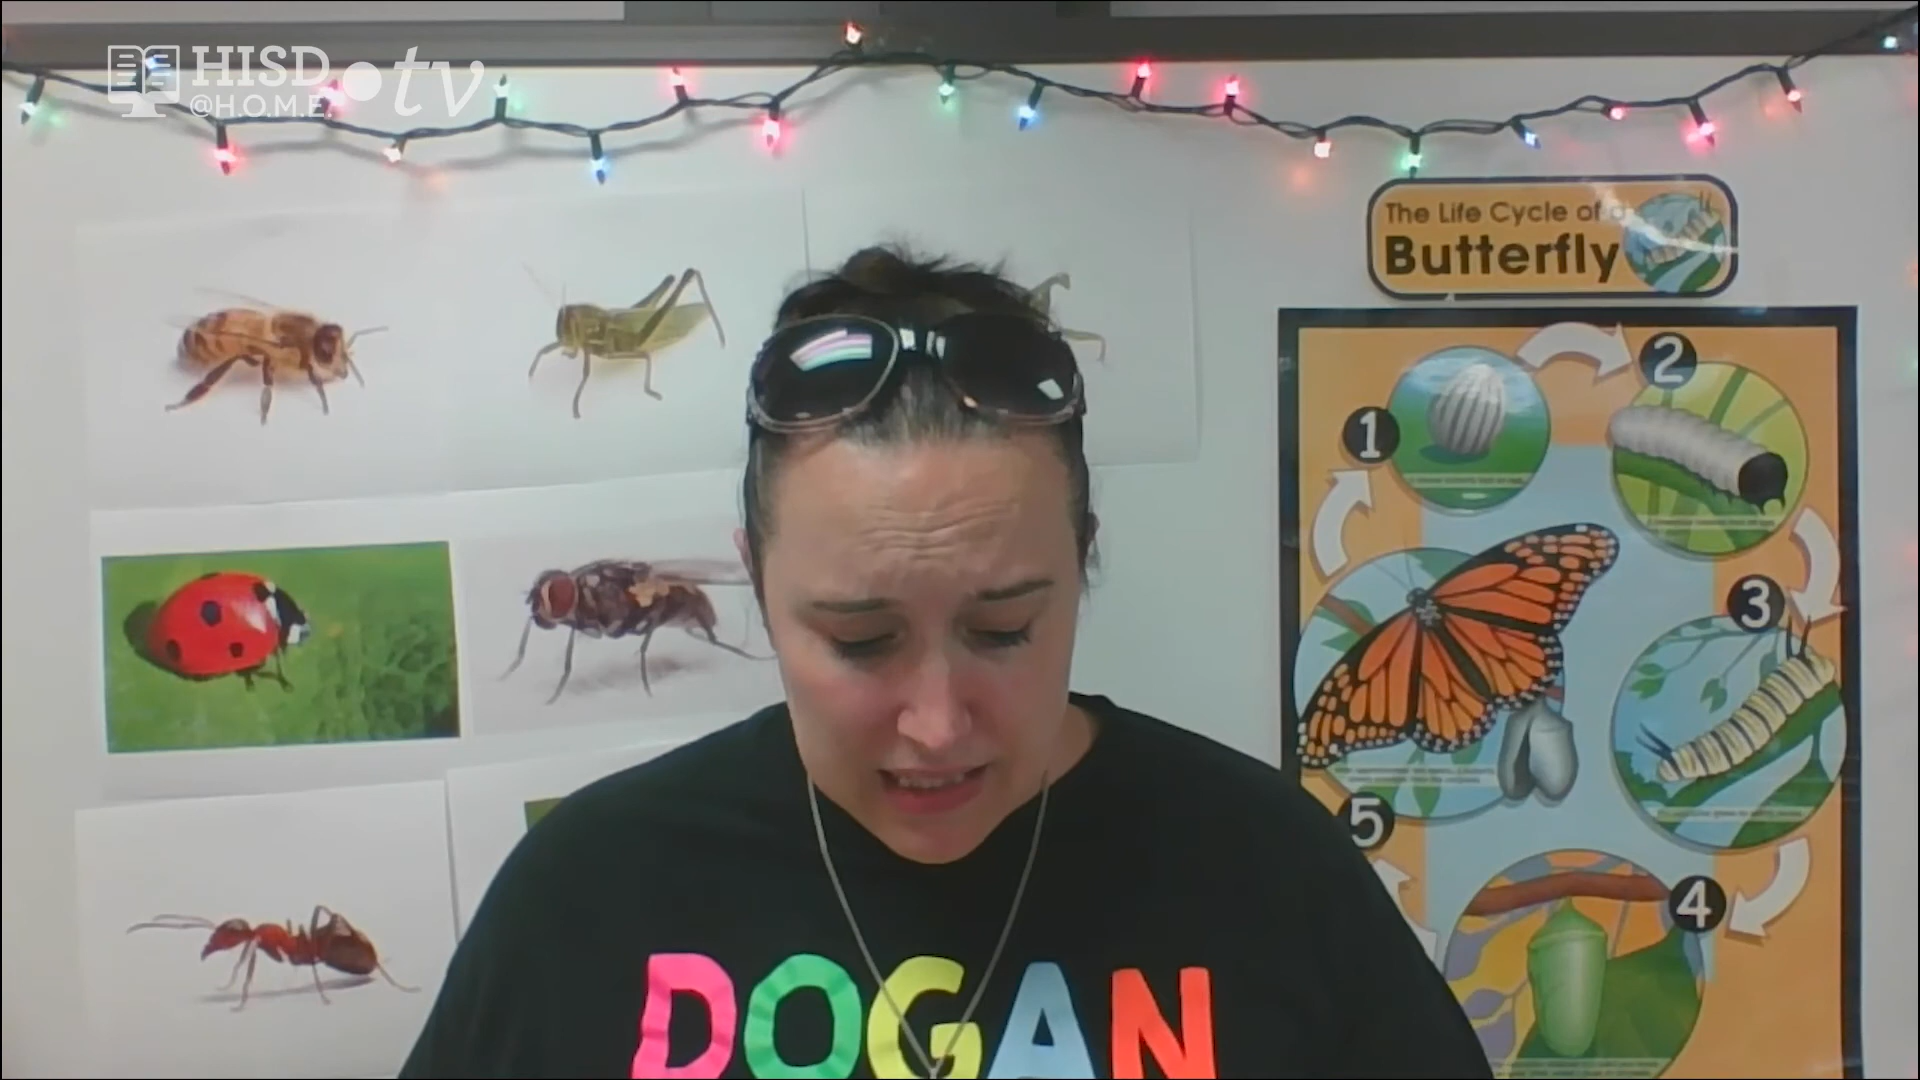 HISD
@H.O.M.E.
tv
The Life Cycle of a
Butterfly
1
2
3
4
5
DOGAN